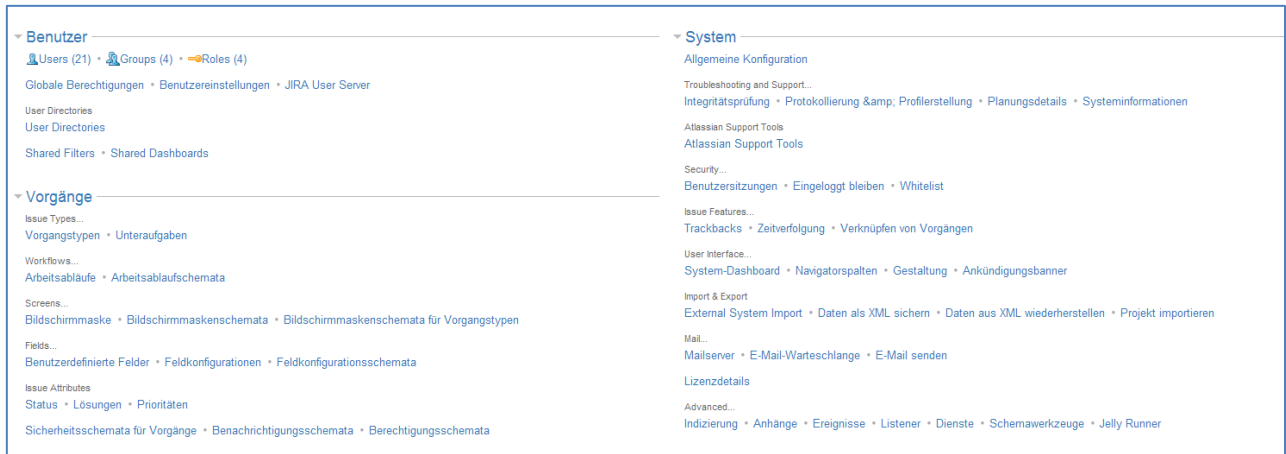 Benutzer
Users (21) • Groups (4) • Roles (4)
Globale Berechtigungen • Benutzereinstellungen • JIRA User Server
User Directories
User Directories
Shared Filters • Shared Dashboards
Vorgänge
Issue Types...
Vorgangstypen • Unteraufgaben
Workflows...
Arbeitsabläufe • Arbeitsablaufschemata
Screens...
Bildschirmmaske • Bildschirmmaskenschemata • Bildschirmmaskenschemata für Vorgangstypen
Fields...
Benutzerdefinierte Felder • Feldkonfigurationen • Feldkonfigurationsschemata
Issue Attributes
Status • Lösungen • Prioritäten
Sicherheitsschemata für Vorgänge • Benachrichtigungsschemata • Berechtigungsschemata
System
Allgemeine Konfiguration
Troubleshooting and Support...
Integritätsprüfung • Protokollierung &amp; Profilerstellung • Planungsdetails • Systeminformationen
Atlassian Support Tools
Atlassian Support Tools
Security...
Benutzersitzungen • Eingeloggt bleiben • Whitelist
Issue Features...
Trackbacks • Zeitverfolgung • Verknüpfen von Vorgängen
User Interface...
System-Dashboard • Navigatorspalten • Gestaltung • Ankündigungsbanner
Import & Export
External System Import • Daten als XML sichern • Daten aus XML wiederherstellen • Projekt importieren
Mail...
Mailserver • E-Mail-Warteschlange • E-Mail senden
Lizenzdetails
Advanced...
Indizierung • Anhänge • Ereignisse • Listener • Dienste • Schemawerkzeuge • Jelly Runner